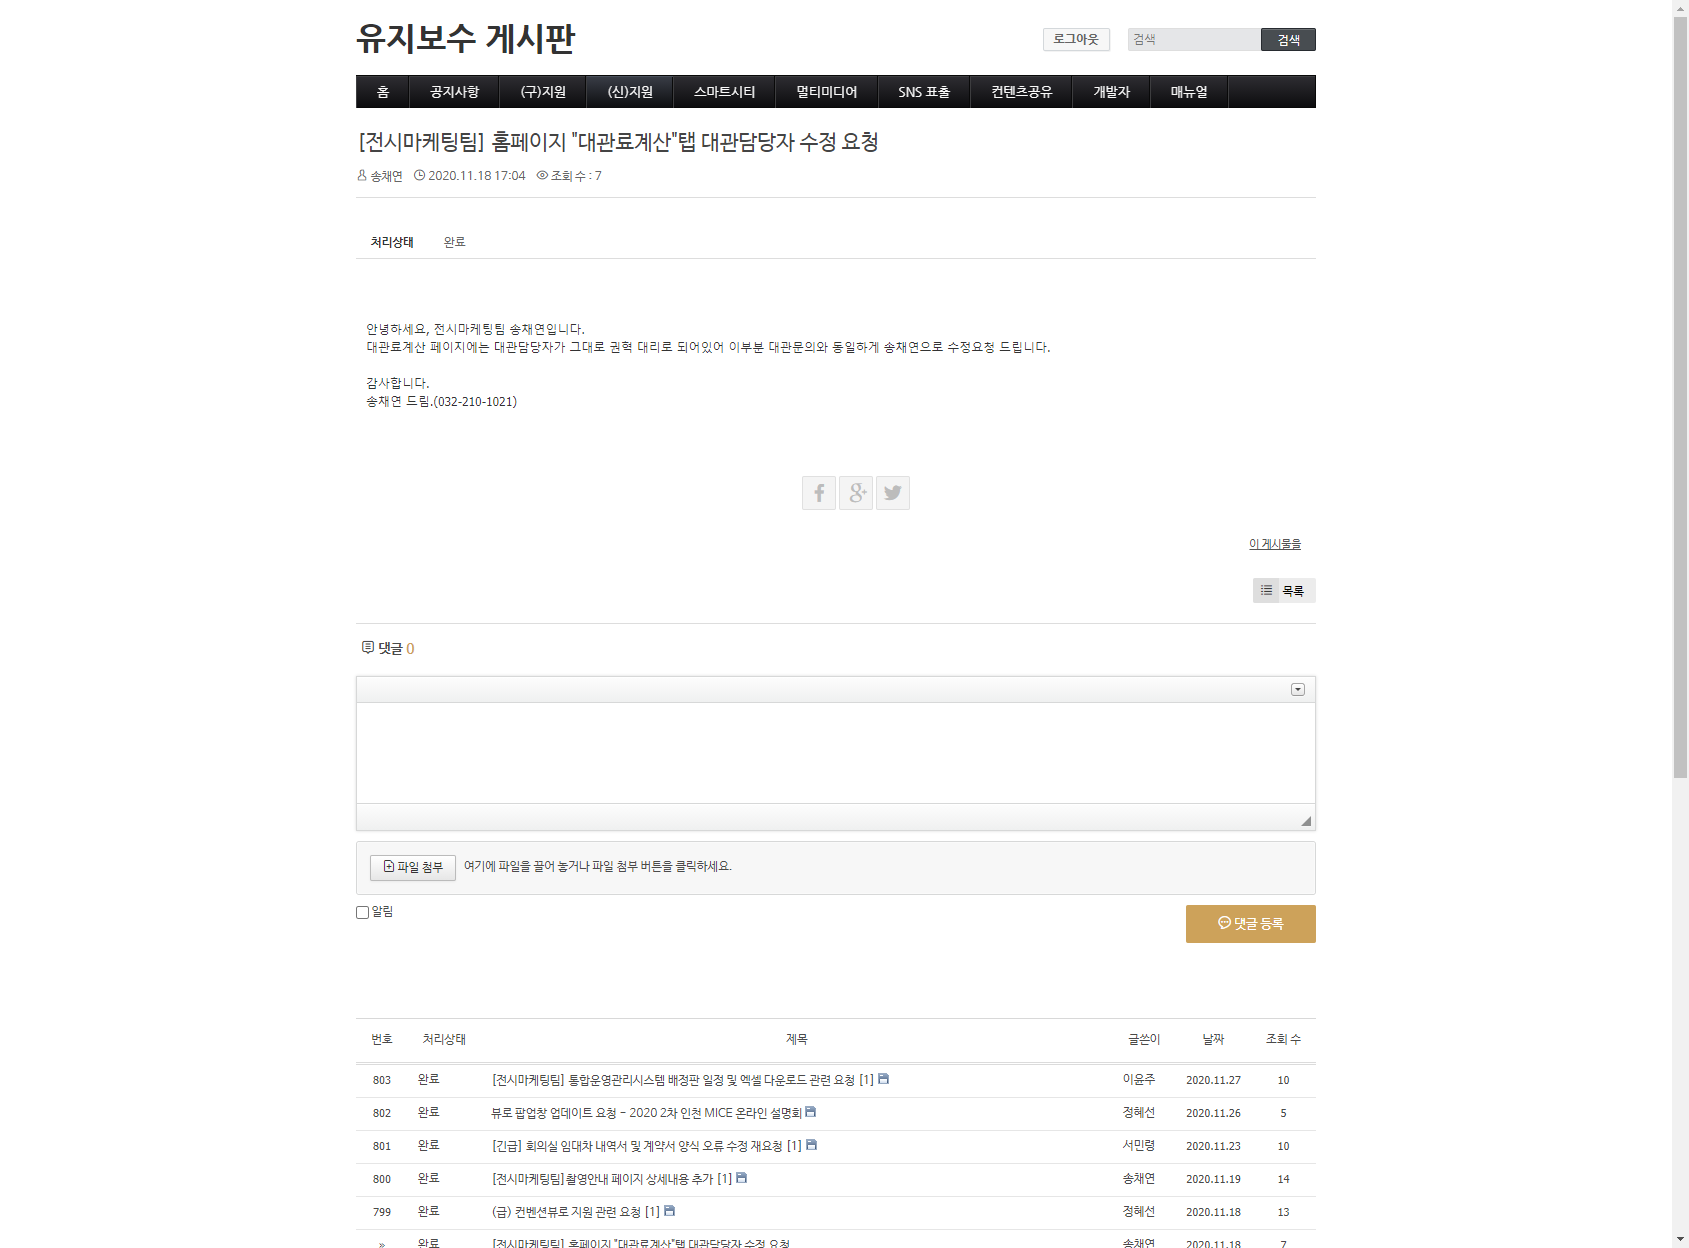 유지보수 게시판
로그아웃
검색
검색
홈 공지사항 (구)지원 (신)지원 스마트시티 멀티미디어 SNS 표출 컨텐츠공유 개발자 매뉴얼
[전시마케팅팀] 홈페이지 "대관료계산"탭 대관담당자 수정 요청
송채연 2020.11.18 17:04 조회 수 : 7
처리상태 완료
안녕하세요, 전시마케팅팀 송채연입니다.
대관료계산 페이지에는 대관담당자가 그대로 권혁 대리로 되어있어 이부분 대관문의와 동일하게 송채연으로 수정요청 드립니다.
감사합니다.
송채연 드림.(032-210-1021)
이 게시물을
목록
댓글 0
파일 첨부 여기에 파일을 끌어 놓거나 파일 첨부 버튼을 클릭하세요.
알림
댓글 등록
번호 처리상태 제목 글쓴이 날짜 조회 수
803 완료 [전시마케팅팀] 통합운영관리시스템 배정판 일정 및 엑셀 다운로드 관련 요청 [1] 이윤주 2020.11.27 10
802 완료 뷰로 팝업창 업데이트 요청 - 2020 2차 인천 MICE 온라인 설명회 정혜선 2020.11.26 5
801 완료 [긴급] 회의실 임대차 내역서 및 계약서 양식 오류 수정 재요청 [1] 서민령 2020.11.23 10
800 완료 [전시마케팅팀]촬영안내 페이지 상세내용 추가 [1] 송채연 2020.11.19 14
799 완료 (급) 컨벤션뷰로 지원 관련 요청 [1] 정혜선 2020.11.18 13
» 완료 [전시마케팅팀] 홈페이지 "대관료계산"탭 대관담당자 수정 요청 송채연 2020.11.18 7